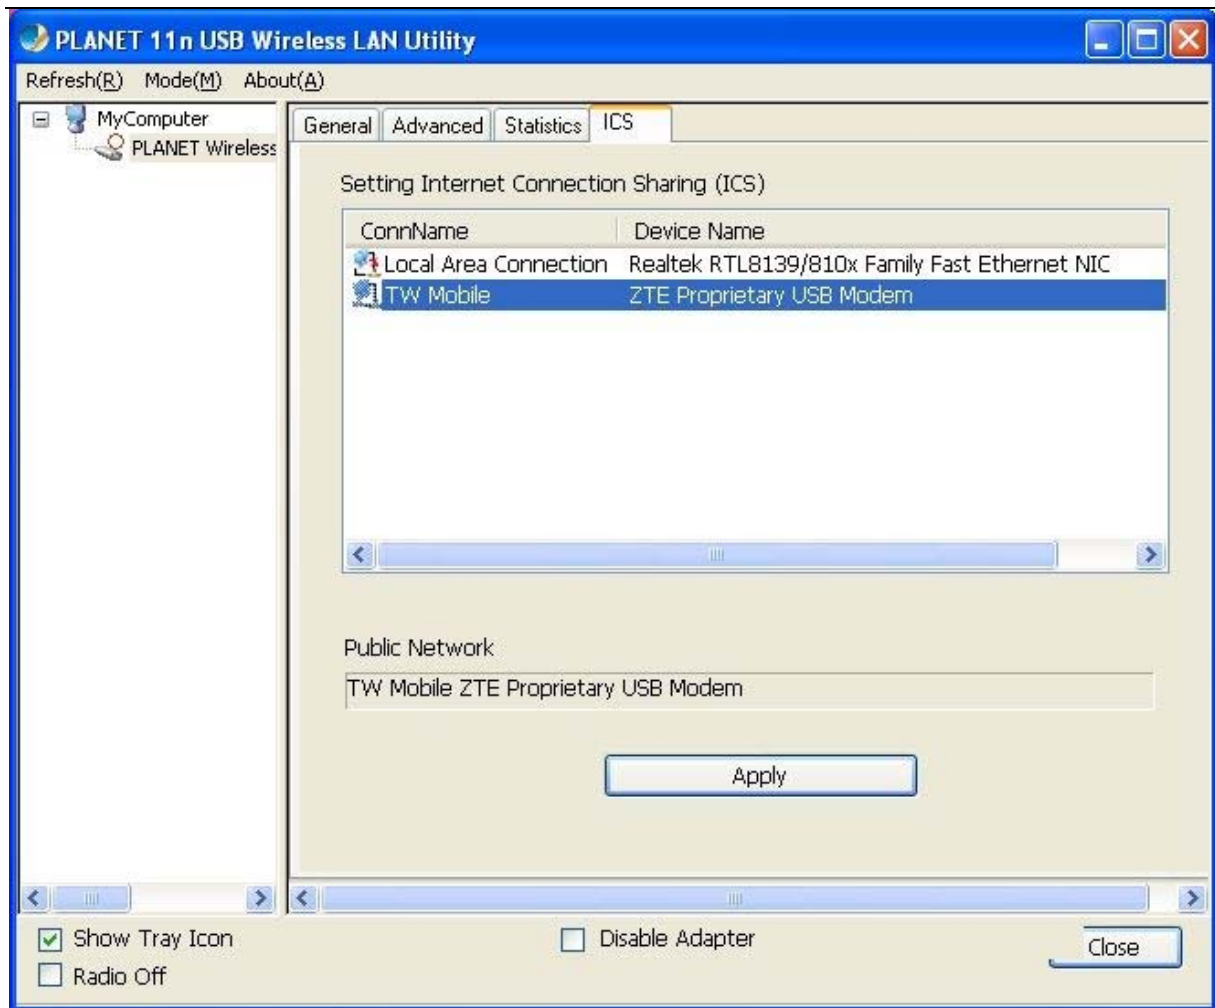 PLANET 11n USB Wireless LAN Utility
Refresh(R) Mode(M) About(A)
MyComputer
PLANET Wireless
General Advanced Statistics ICS
Setting Internet Connection Sharing (ICS)
ConnName Device Name
Local Area Connection Realtek RTL8139/810x Family Fast Ethernet NIC
TW Mobile ZTE Proprietary USB Modem
Public Network
TW Mobile ZTE Proprietary USB Modem
Apply
Show Tray Icon Disable Adapter Close
Radio Off